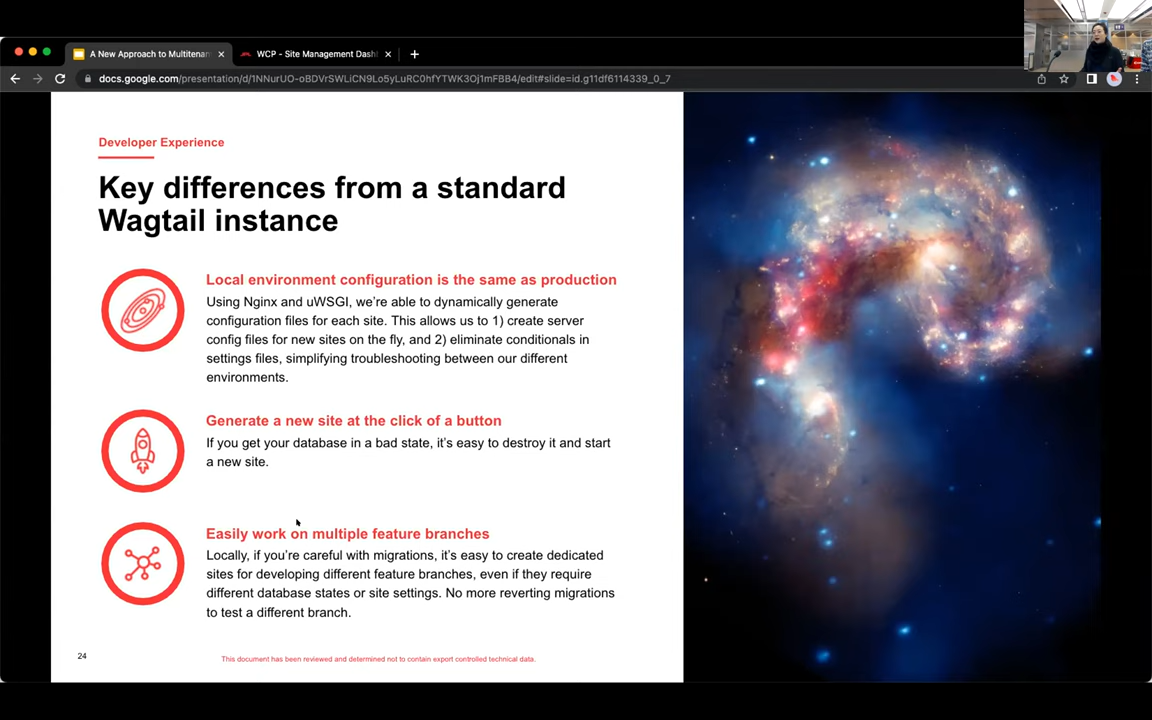 A New Approach to Multitenan
WCP - Site Management Dash
docs.google.com/presentation/d/1NNurUO-oBDVrSWLiCN9Lo5yLuRC0hfYTWK3Oj1mFBB4/edit#slide=id.g11df6114339_0_7
Developer Experience
Key differences from a standard
Wagtail instance
Local environment configuration is the same as production
Using Nginx and uWSGI, we're able to dynamically generate
configuration files for each site. This allows us to 1) create server
config files for new sites on the fly, and 2) eliminate conditionals in
settings files, simplifying troubleshooting between our different
environments.
Generate a new site at the click of a button
If you get your database in a bad state, it's easy to destroy it and start
a new site.
Easily work on multiple feature branches
Locally, if you're careful with migrations, it's easy to create dedicated
sites for developing different feature branches, even if they require
different database states or site settings. No more reverting migrations
to test a different branch.
24
This document has been reviewed and determined not to contain export controlled technical data.